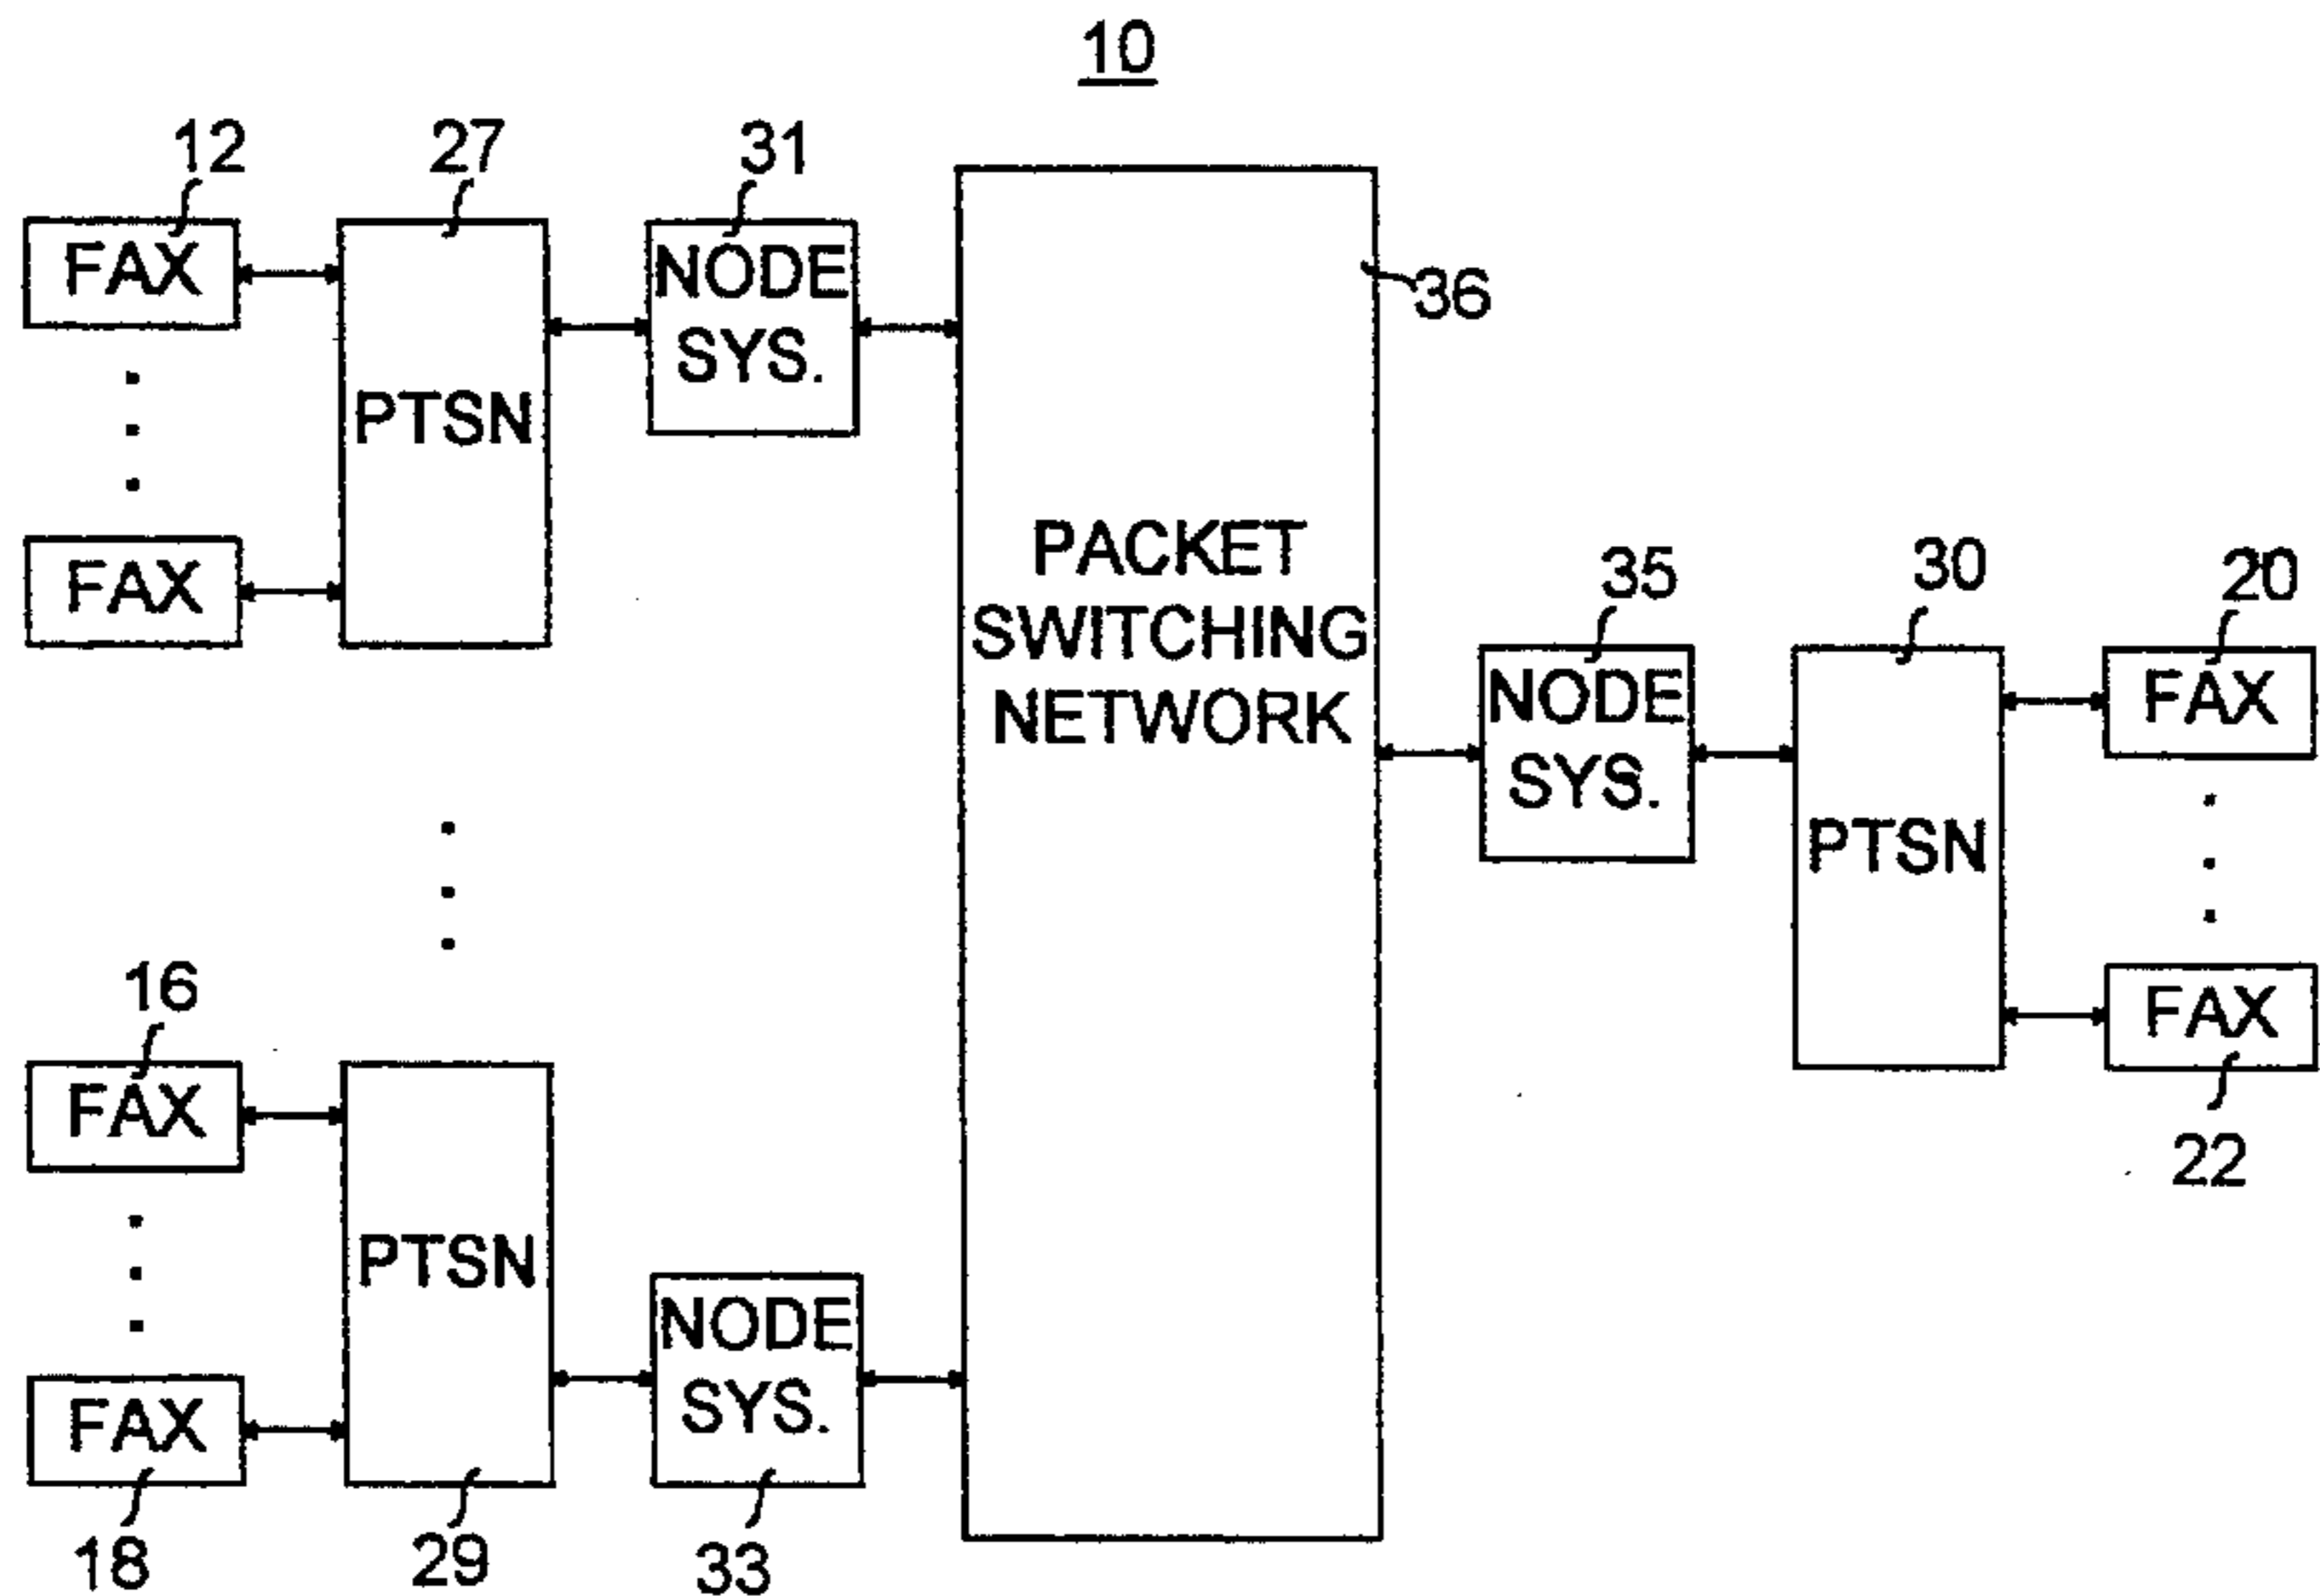 10
12
27
31
FAX
NODE
SYS.
36
PTSN
FAX
PACKET
SWITCHING
NETWORK
35
30
20
NODE
SYS.
FAX
PTSN
16
FAX
FAX
22
PTSN
NODE
SYS.
FAX
18
29
33